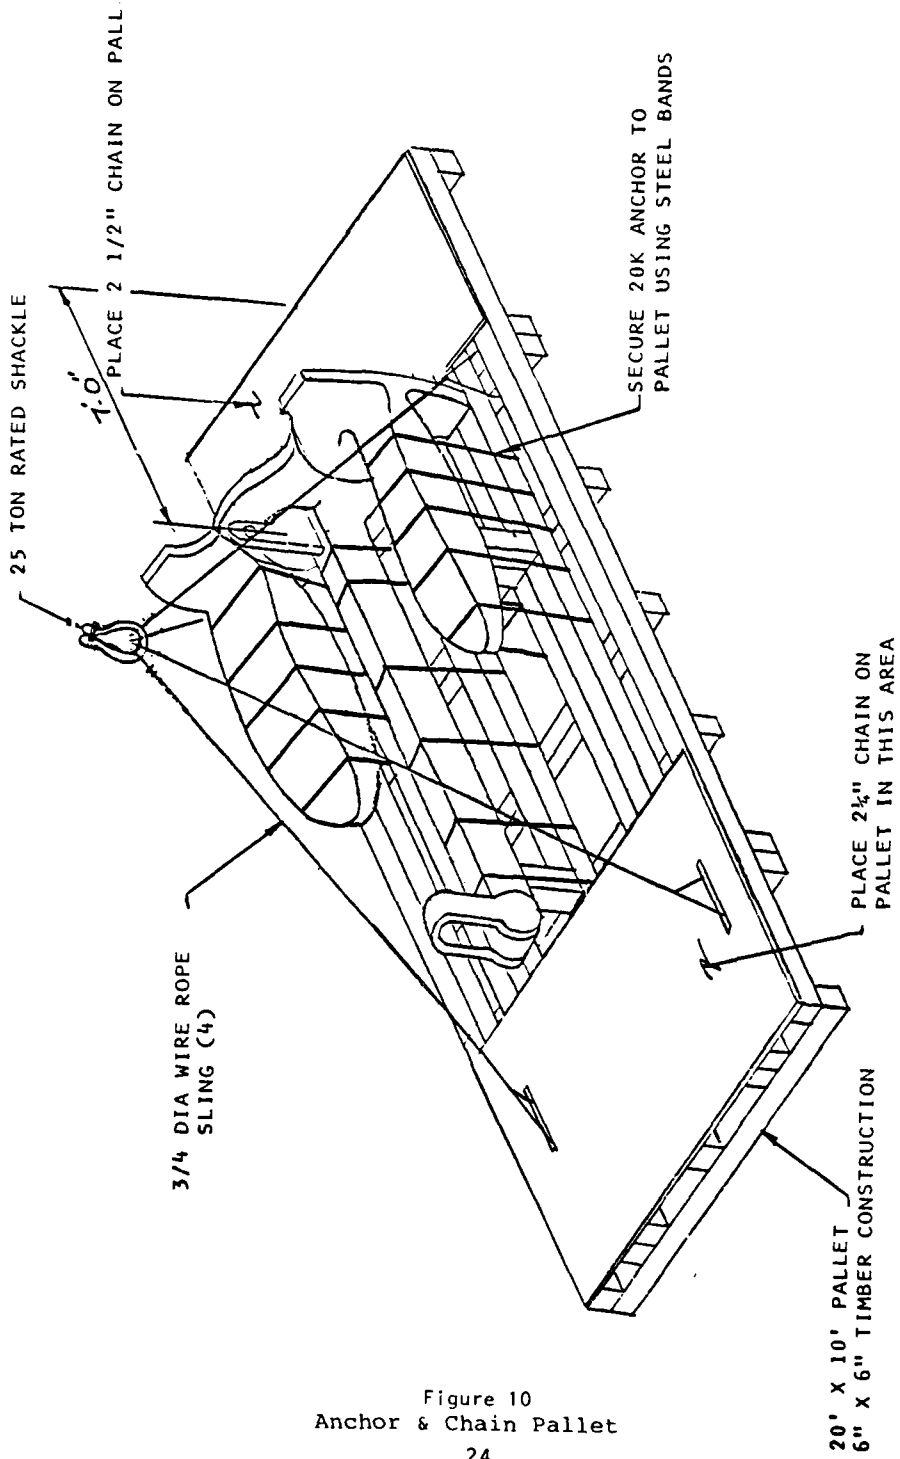 25 TON RATED SHACKLE
PLACE 2 1/2" CHAIN ON PALL
SECURE 20K ANCHOR TO
PALLET USING STEEL BANDS
3/4 DIA WIRE ROPE
SLING (4)
PLACE 2¼" CHAIN ON
PALLET IN THIS AREA
20' X 10' PALLET
6" X 6" TIMBER CONSTRUCTION
Figure 10
Anchor & Chain Pallet
24